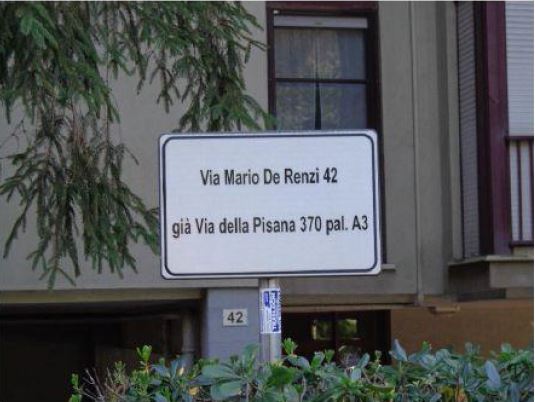 Via Mario De Renzi 42
già Via della Pisana 370 pal. A3
42